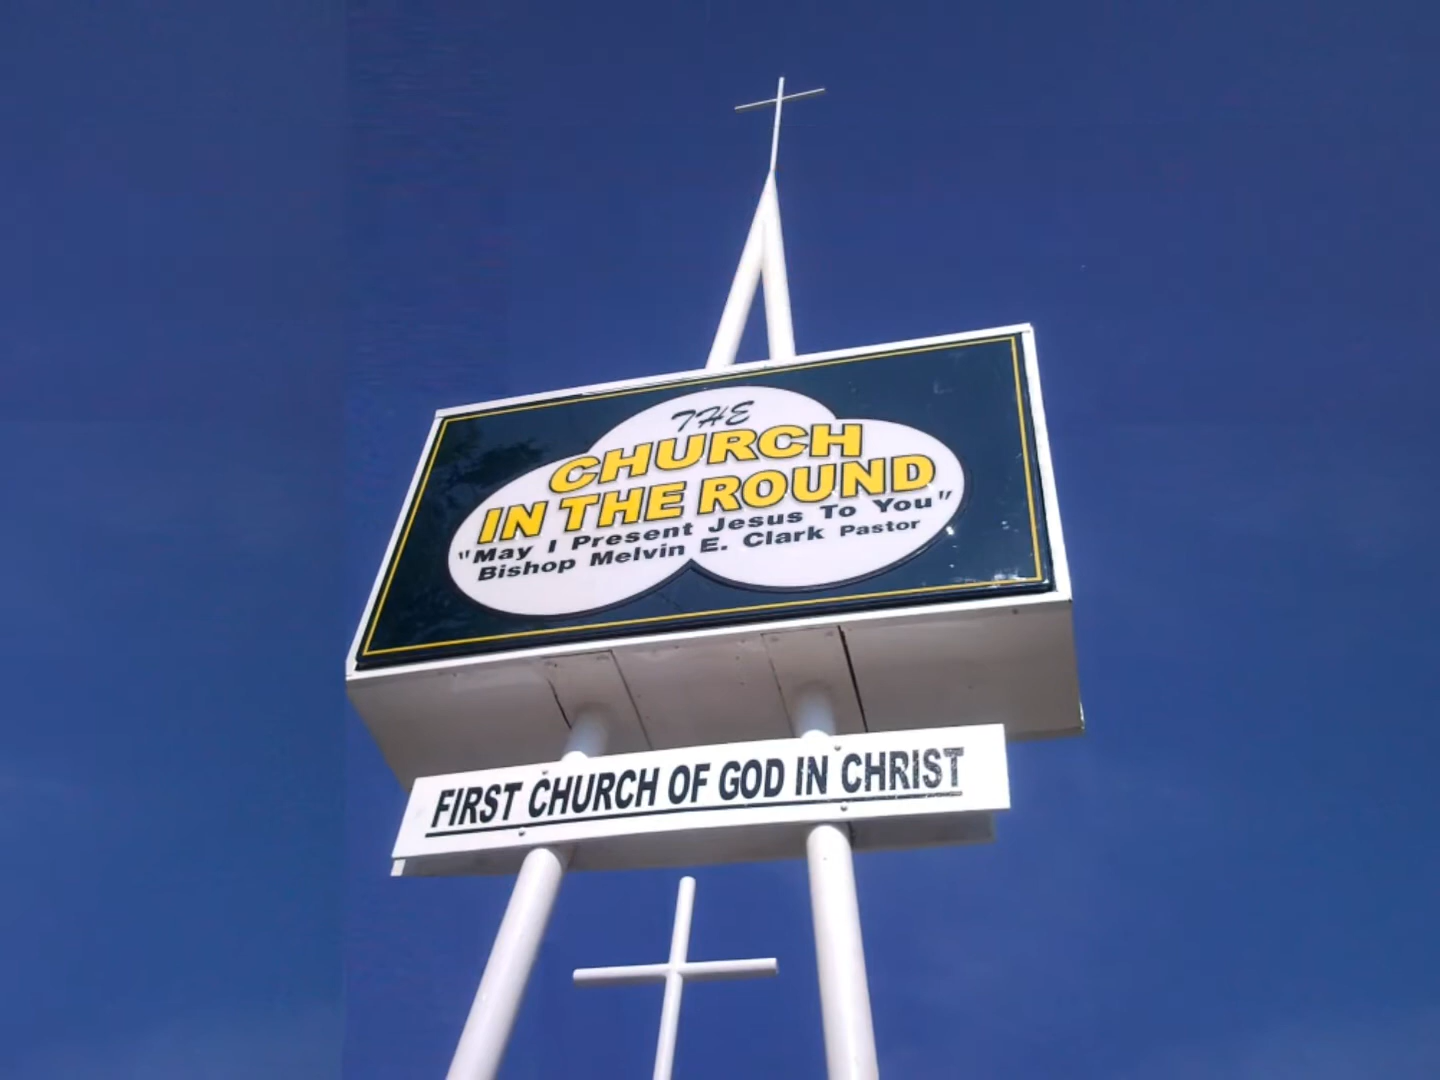 THE
CHURCH
IN THE ROUND
"May I Present Jesus To You"
Bishop Melvin E. Clark Pastor
FIRST CHURCH OF GOD IN CHRIST